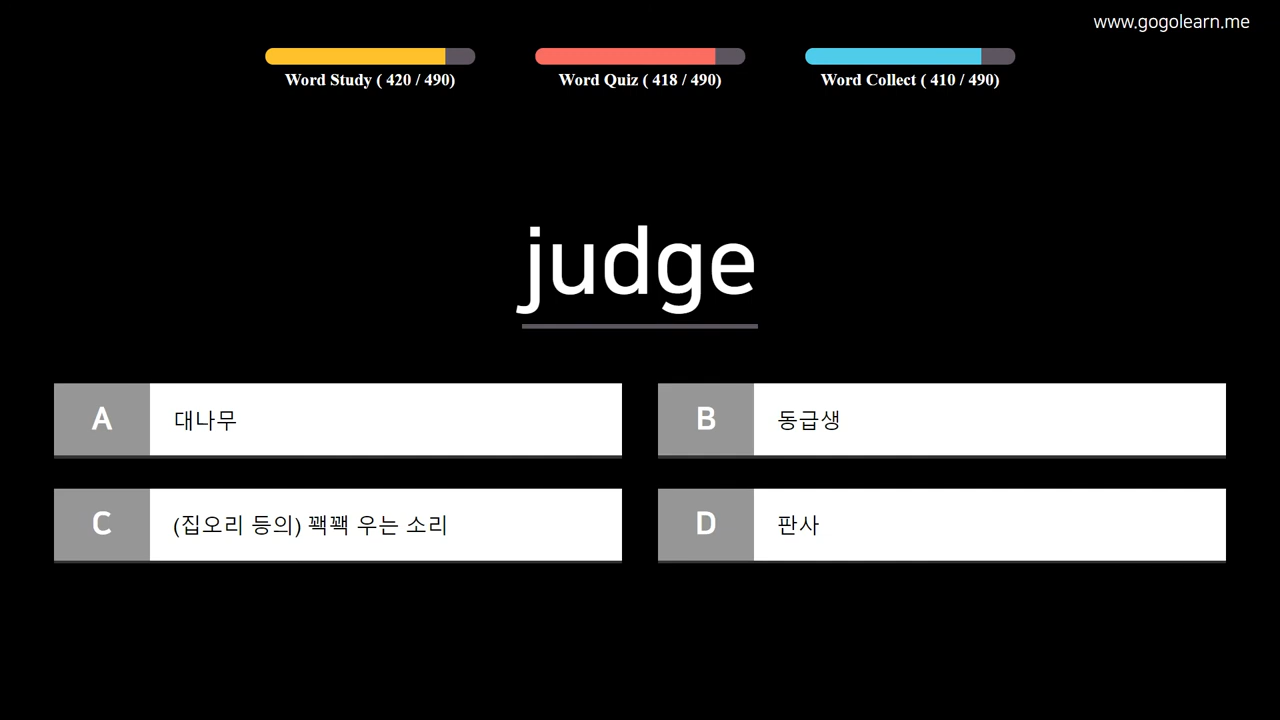 www.gogolearn.me
Word Study ( 420 / 490)
Word Quiz ( 418 / 490)
Word Collect ( 410 / 490)
judge
A 대나무
B 동급생
C (집오리 등의) 꽥꽥 우는 소리
D 판사